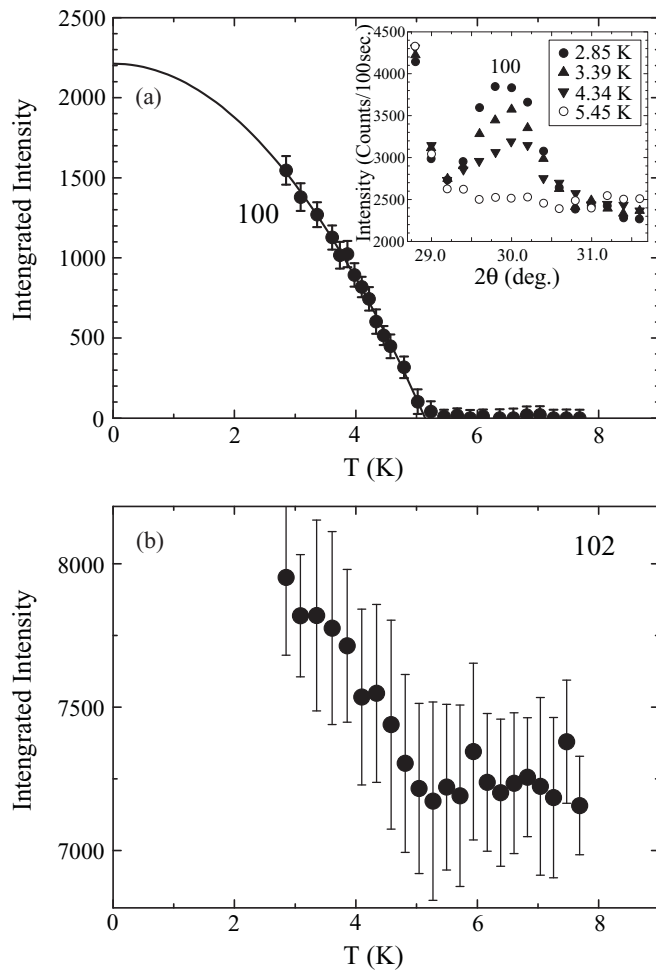 (a)
Intengrated Intensity
2500
2000
1500
1000
500
0
100
0
2
4
6
8
T (K)
Intensity (Counts/100sec.)
4500
4000
3500
3000
2500
2000
100
2.85 K
3.39 K
4.34 K
5.45 K
29.0
30.0
31.0
2θ (deg.)
(b)
102
Intengrated Intensity
8000
7500
7000
0
2
4
6
8
T (K)